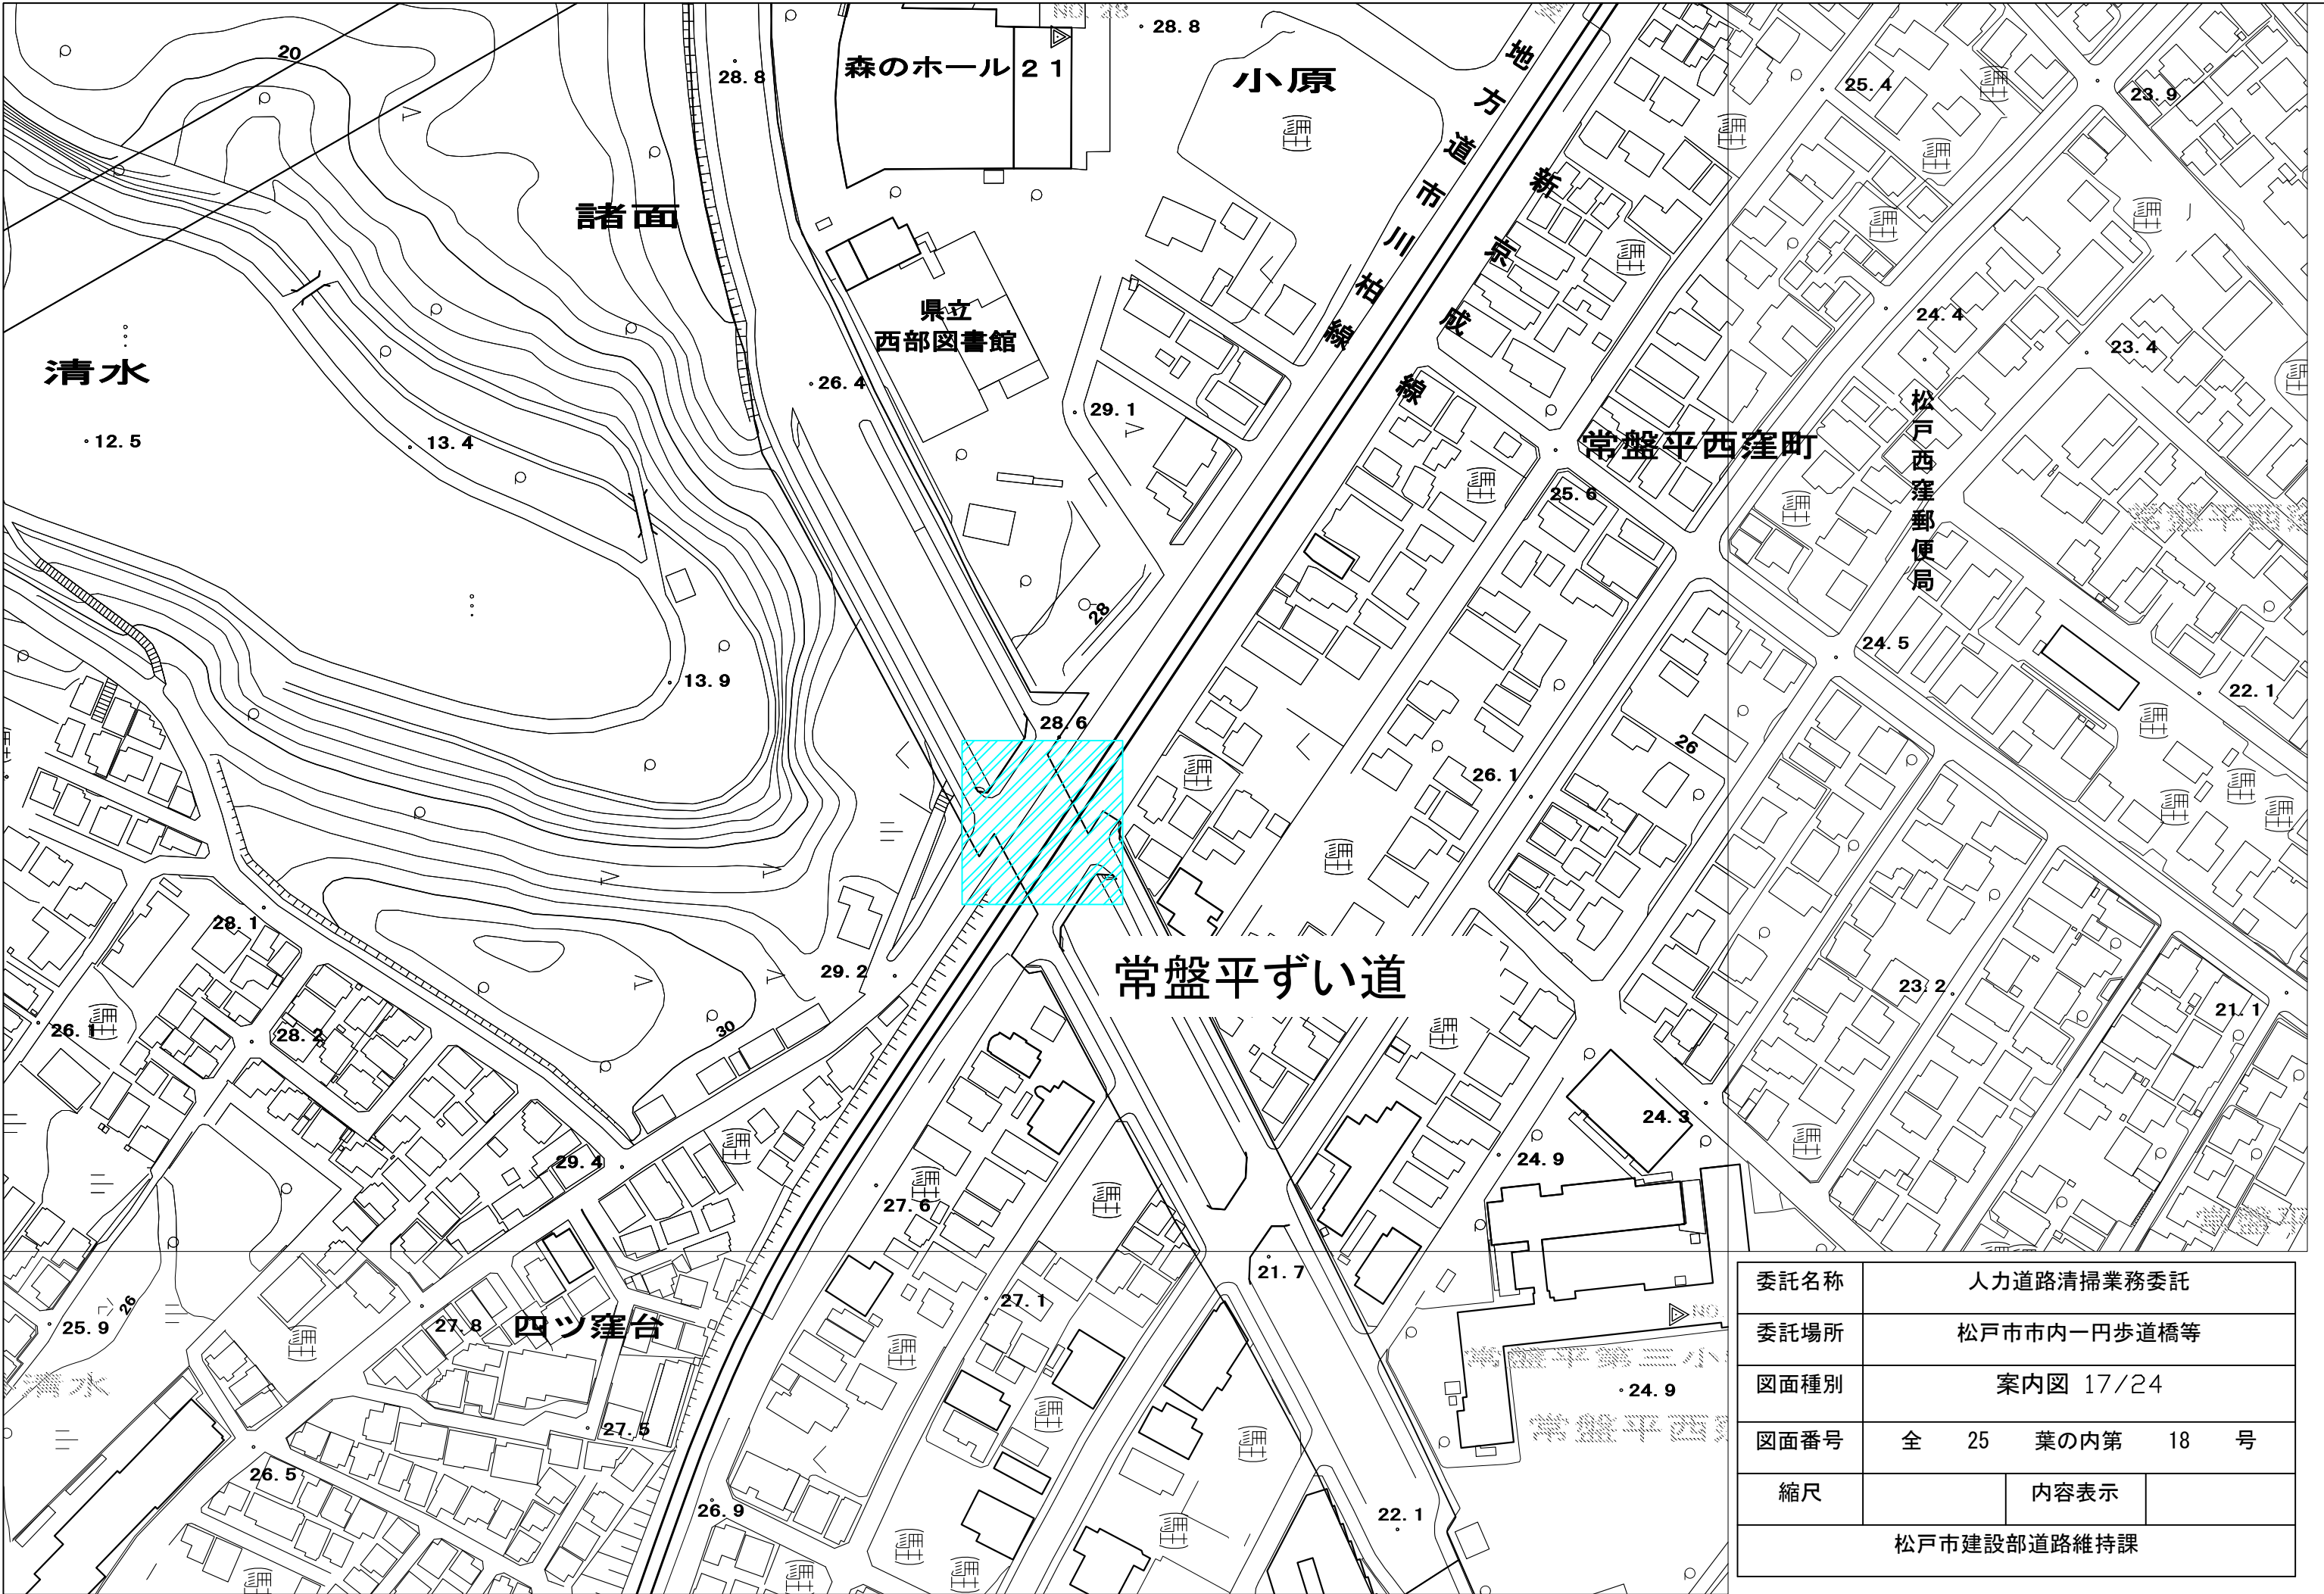 20
28.8
森のホール21
28.8
小原
地方道市川柏線
新京成線
25.4
23.9
諸面
県立
西部図書館
清水
26.4
29.1
24.4
23.4
松戸西窪郵便局
12.5
13.4
常盤平西窪町
25.6
28
24.5
22.1
13.9
28.6
26
26.1
28.1
29.2
常盤平ずい道
23.2
21.1
26.1
28.2
30
24.3
29.4
24.9
27.6
21.7
27.1
26
25.9
27.8
四ツ窪台
清水
常盤平第三小
24.9
27.5
26.5
26.9
22.1
委託名称 人力道路清掃業務委託
委託場所 松戸市市内一円歩道橋等
図面種別 案内図 17/24
図面番号 全 25 葉の内第 18 号
縮尺 内容表示
松戸市建設部道路維持課